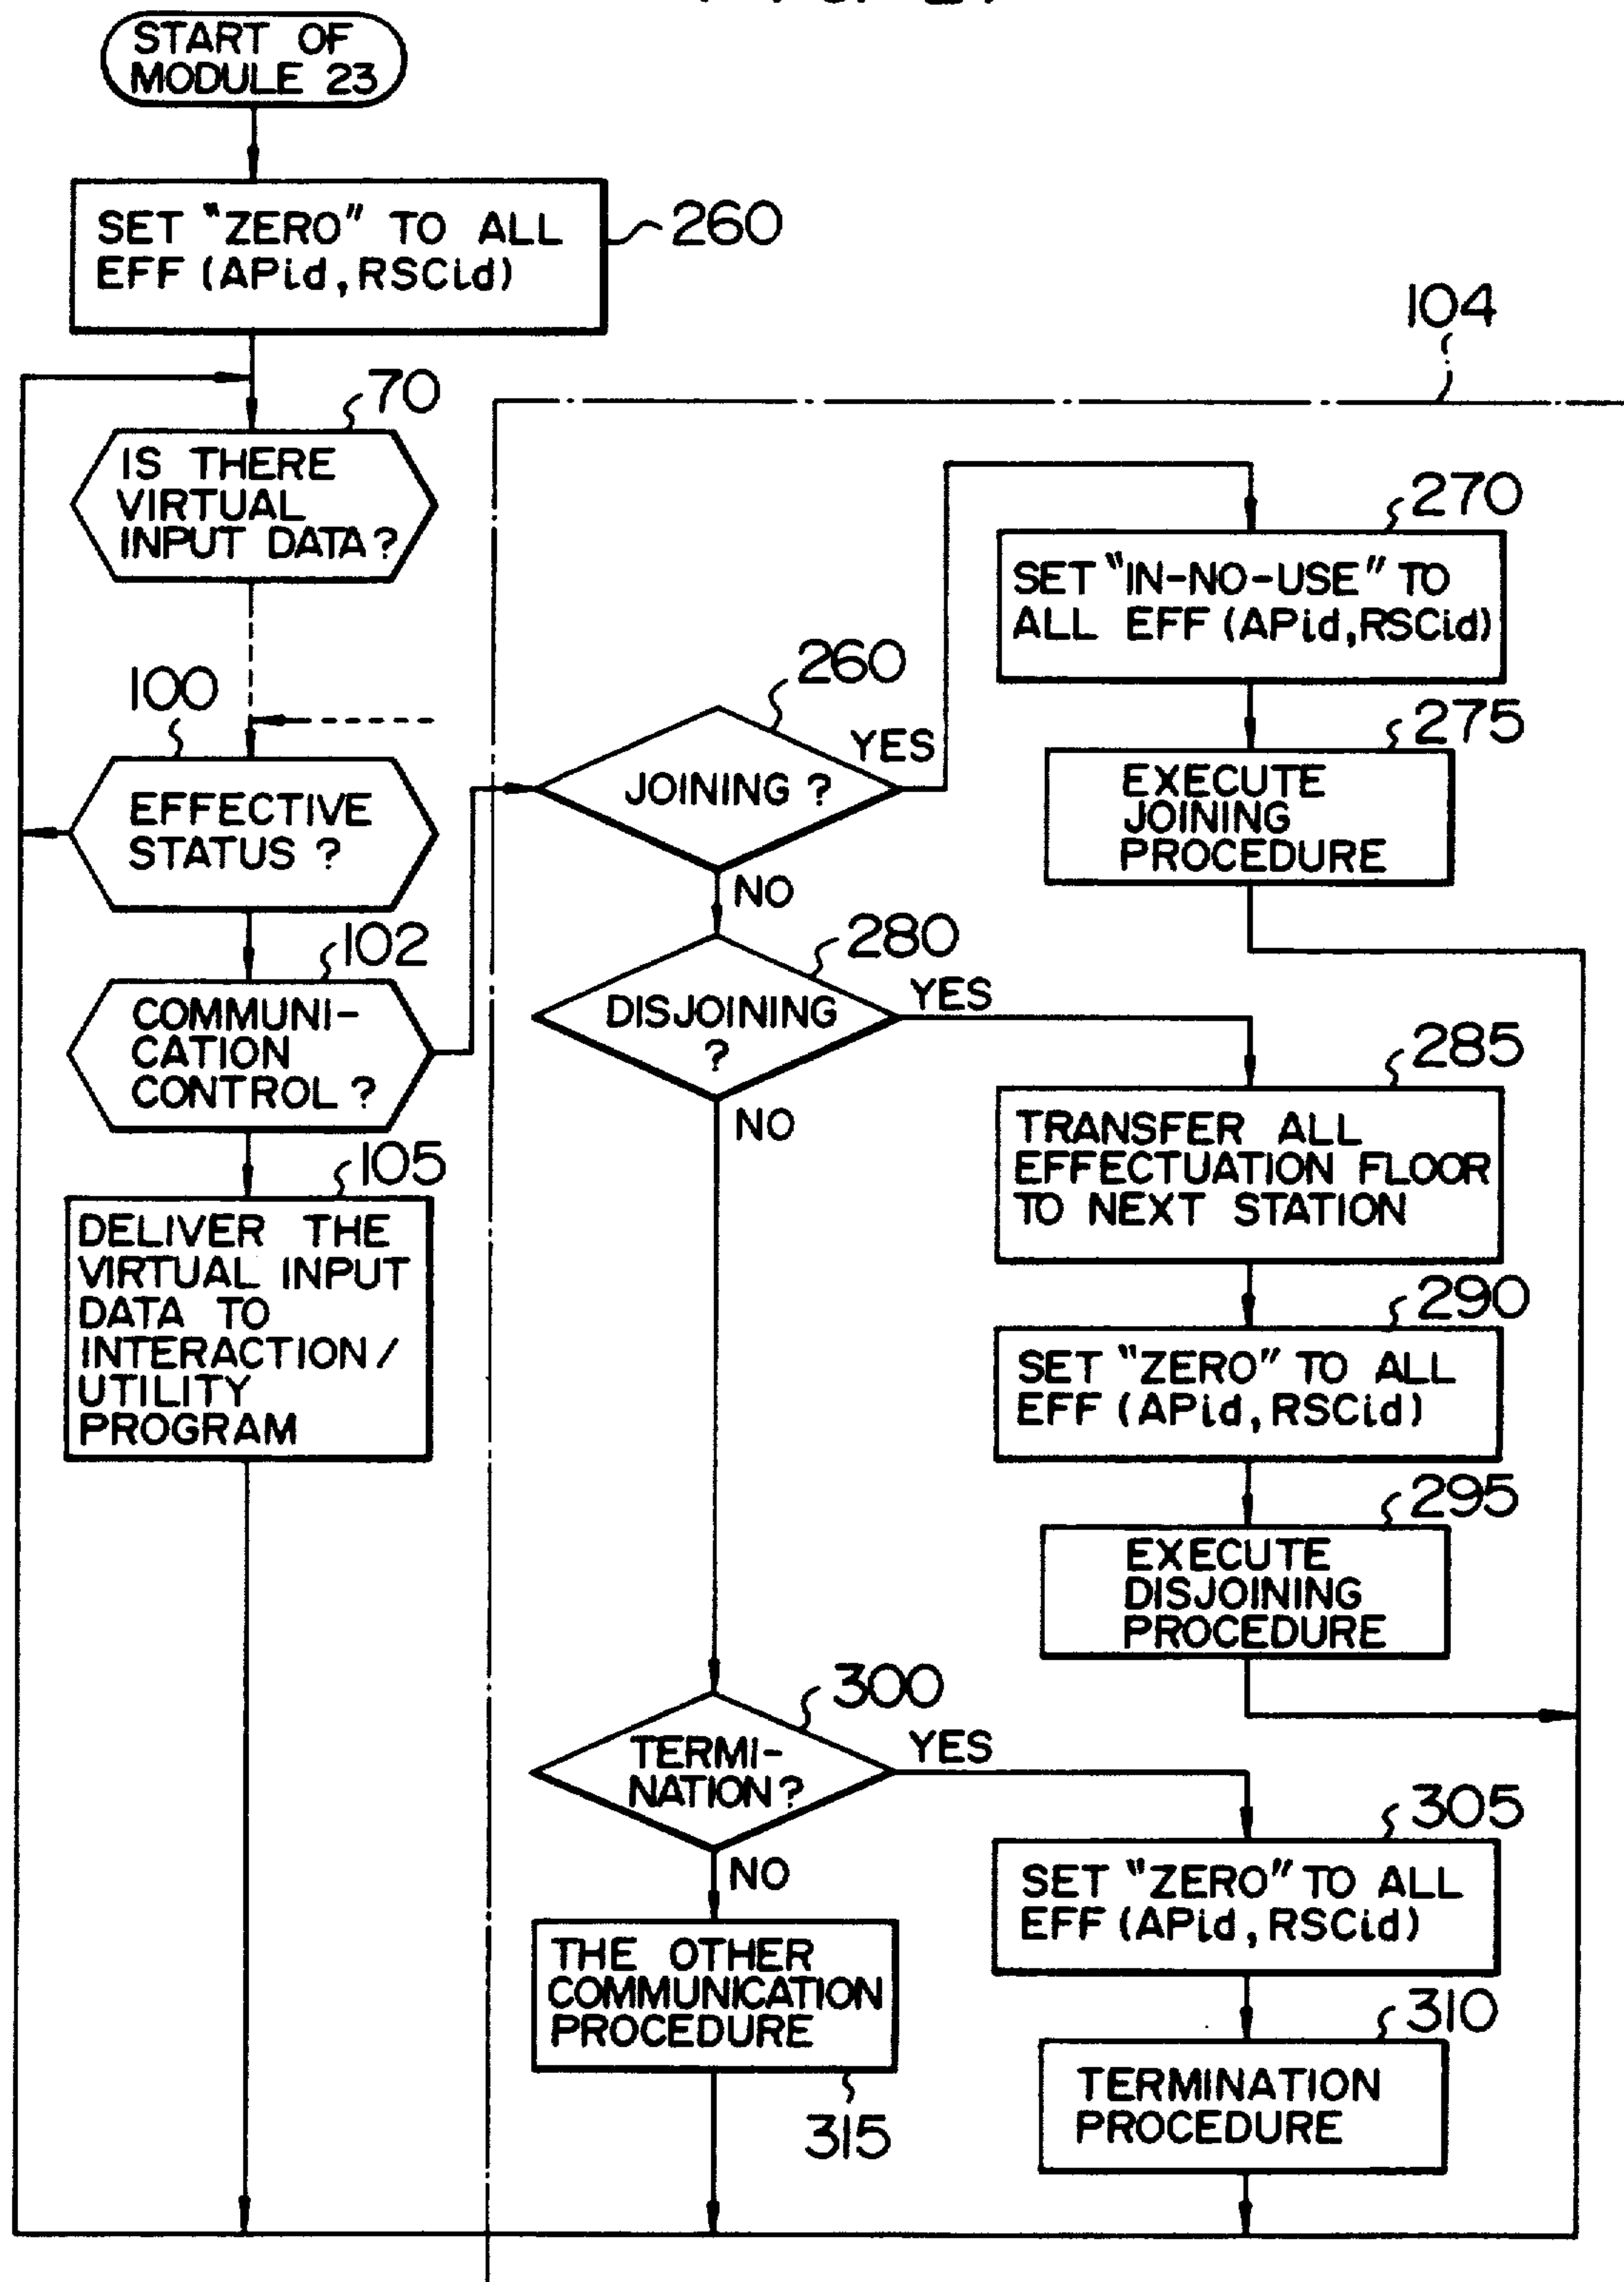 START OF
MODULE 23
SET "ZERO" TO ALL
EFF (APid, RSCid)
260
104
70
IS THERE
VIRTUAL
INPUT DATA?
100
EFFECTIVE
STATUS ?
102
COMMUNI-
CATION
CONTROL ?
105
DELIVER THE
VIRTUAL INPUT
DATA TO
INTERACTION/
UTILITY
PROGRAM
260
JOINING ?
YES
NO
270
SET "IN-NO-USE" TO
ALL EFF (APid,RSCid)
275
EXECUTE
JOINING
PROCEDURE
280
DISJOINING
?
YES
NO
285
TRANSFER ALL
EFFECTUATION FLOOR
TO NEXT STATION
290
SET "ZERO" TO ALL
EFF (APid, RSCid)
295
EXECUTE
DISJOINING
PROCEDURE
300
TERMI-
NATION?
YES
NO
305
SET "ZERO" TO ALL
EFF (APid, RSCid)
310
TERMINATION
PROCEDURE
THE OTHER
COMMUNICATION
PROCEDURE
315